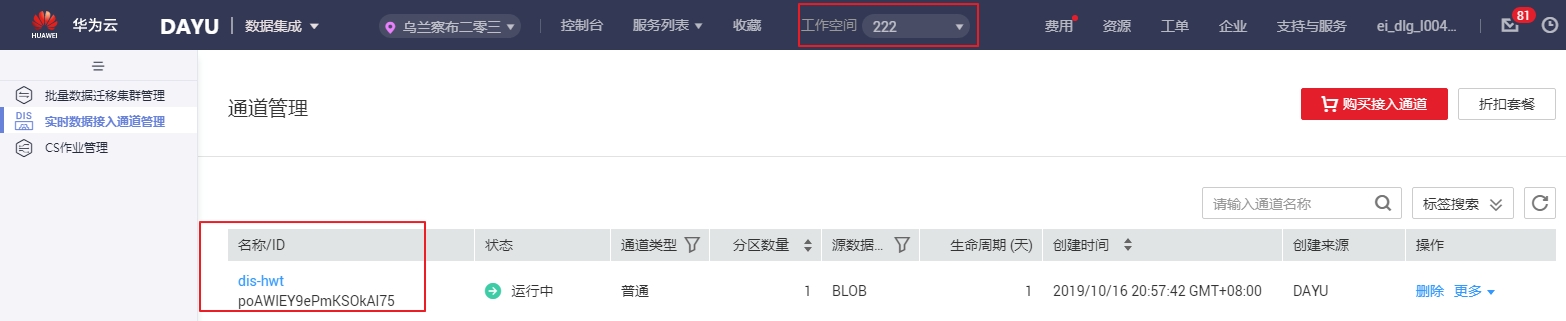 HUAWEI 华为云 DAYU 数据集成 乌兰察布二零三 控制台 服务列表 收藏 工作空间 222 费用 资源 工单 企业 支持与服务 ei_dlg_l004... 81
批量数据迁移集群管理
DIS 实时数据接入通道管理
CS作业管理
通道管理 购买接入通道 折扣套餐
请输入通道名称 标签搜索
名称/ID 状态 通道类型 分区数量 源数据... 生命周期 (天) 创建时间 创建来源 操作
dis-hwt 运行中 普通 1 BLOB 1 2019/10/16 20:57:42 GMT+08:00 DAYU 删除 更多
poAWIEY9ePmKSOkAI75